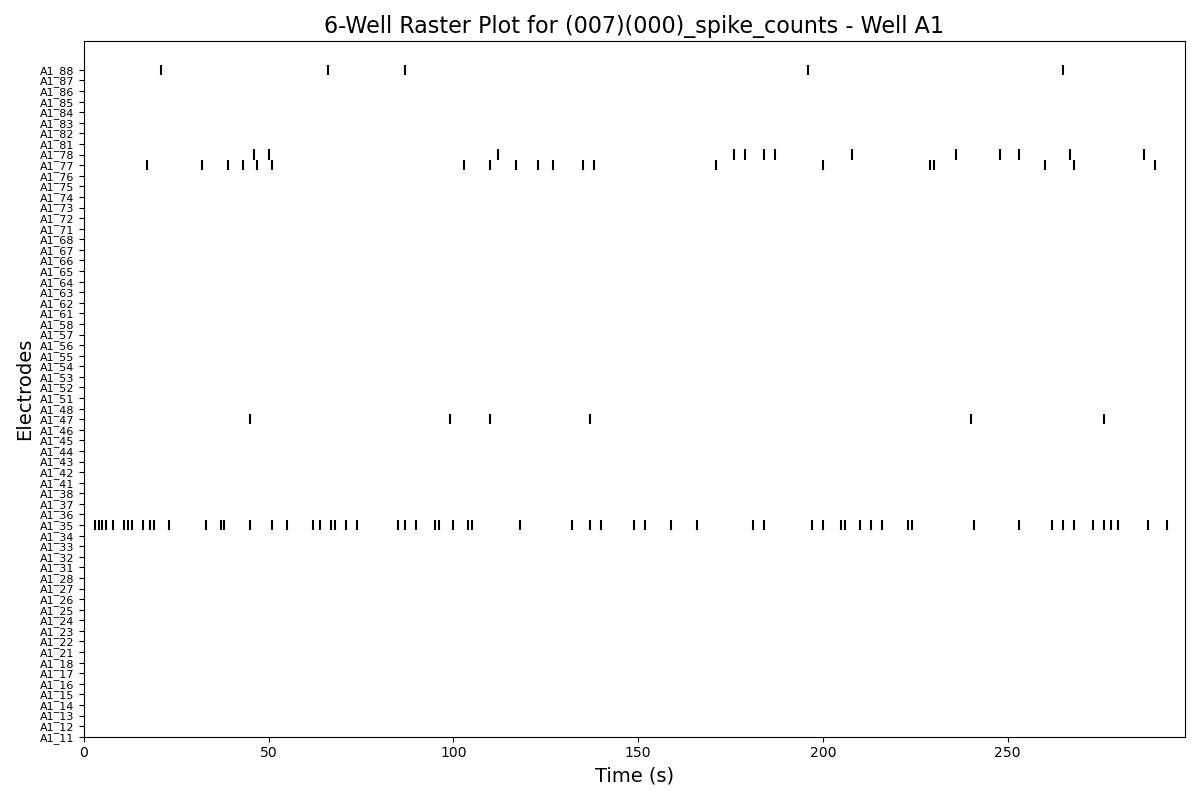 6-Well Raster Plot for (007)(000)_spike_counts - Well A1
Electrodes
A1_88
A1_87
A1_86
A1_85
A1_84
A1_83
A1_82
A1_81
A1_78
A1_77
A1_76
A1_75
A1_74
A1_73
A1_72
A1_71
A1_68
A1_67
A1_66
A1_65
A1_64
A1_63
A1_62
A1_61
A1_58
A1_57
A1_56
A1_55
A1_54
A1_53
A1_52
A1_51
A1_48
A1_47
A1_46
A1_45
A1_44
A1_43
A1_42
A1_41
A1_38
A1_37
A1_36
A1_35
A1_34
A1_33
A1_32
A1_31
A1_28
A1_27
A1_26
A1_25
A1_24
A1_23
A1_22
A1_21
A1_18
A1_17
A1_16
A1_15
A1_14
A1_13
A1_12
A1_11
0 50 100 150 200 250
Time (s)